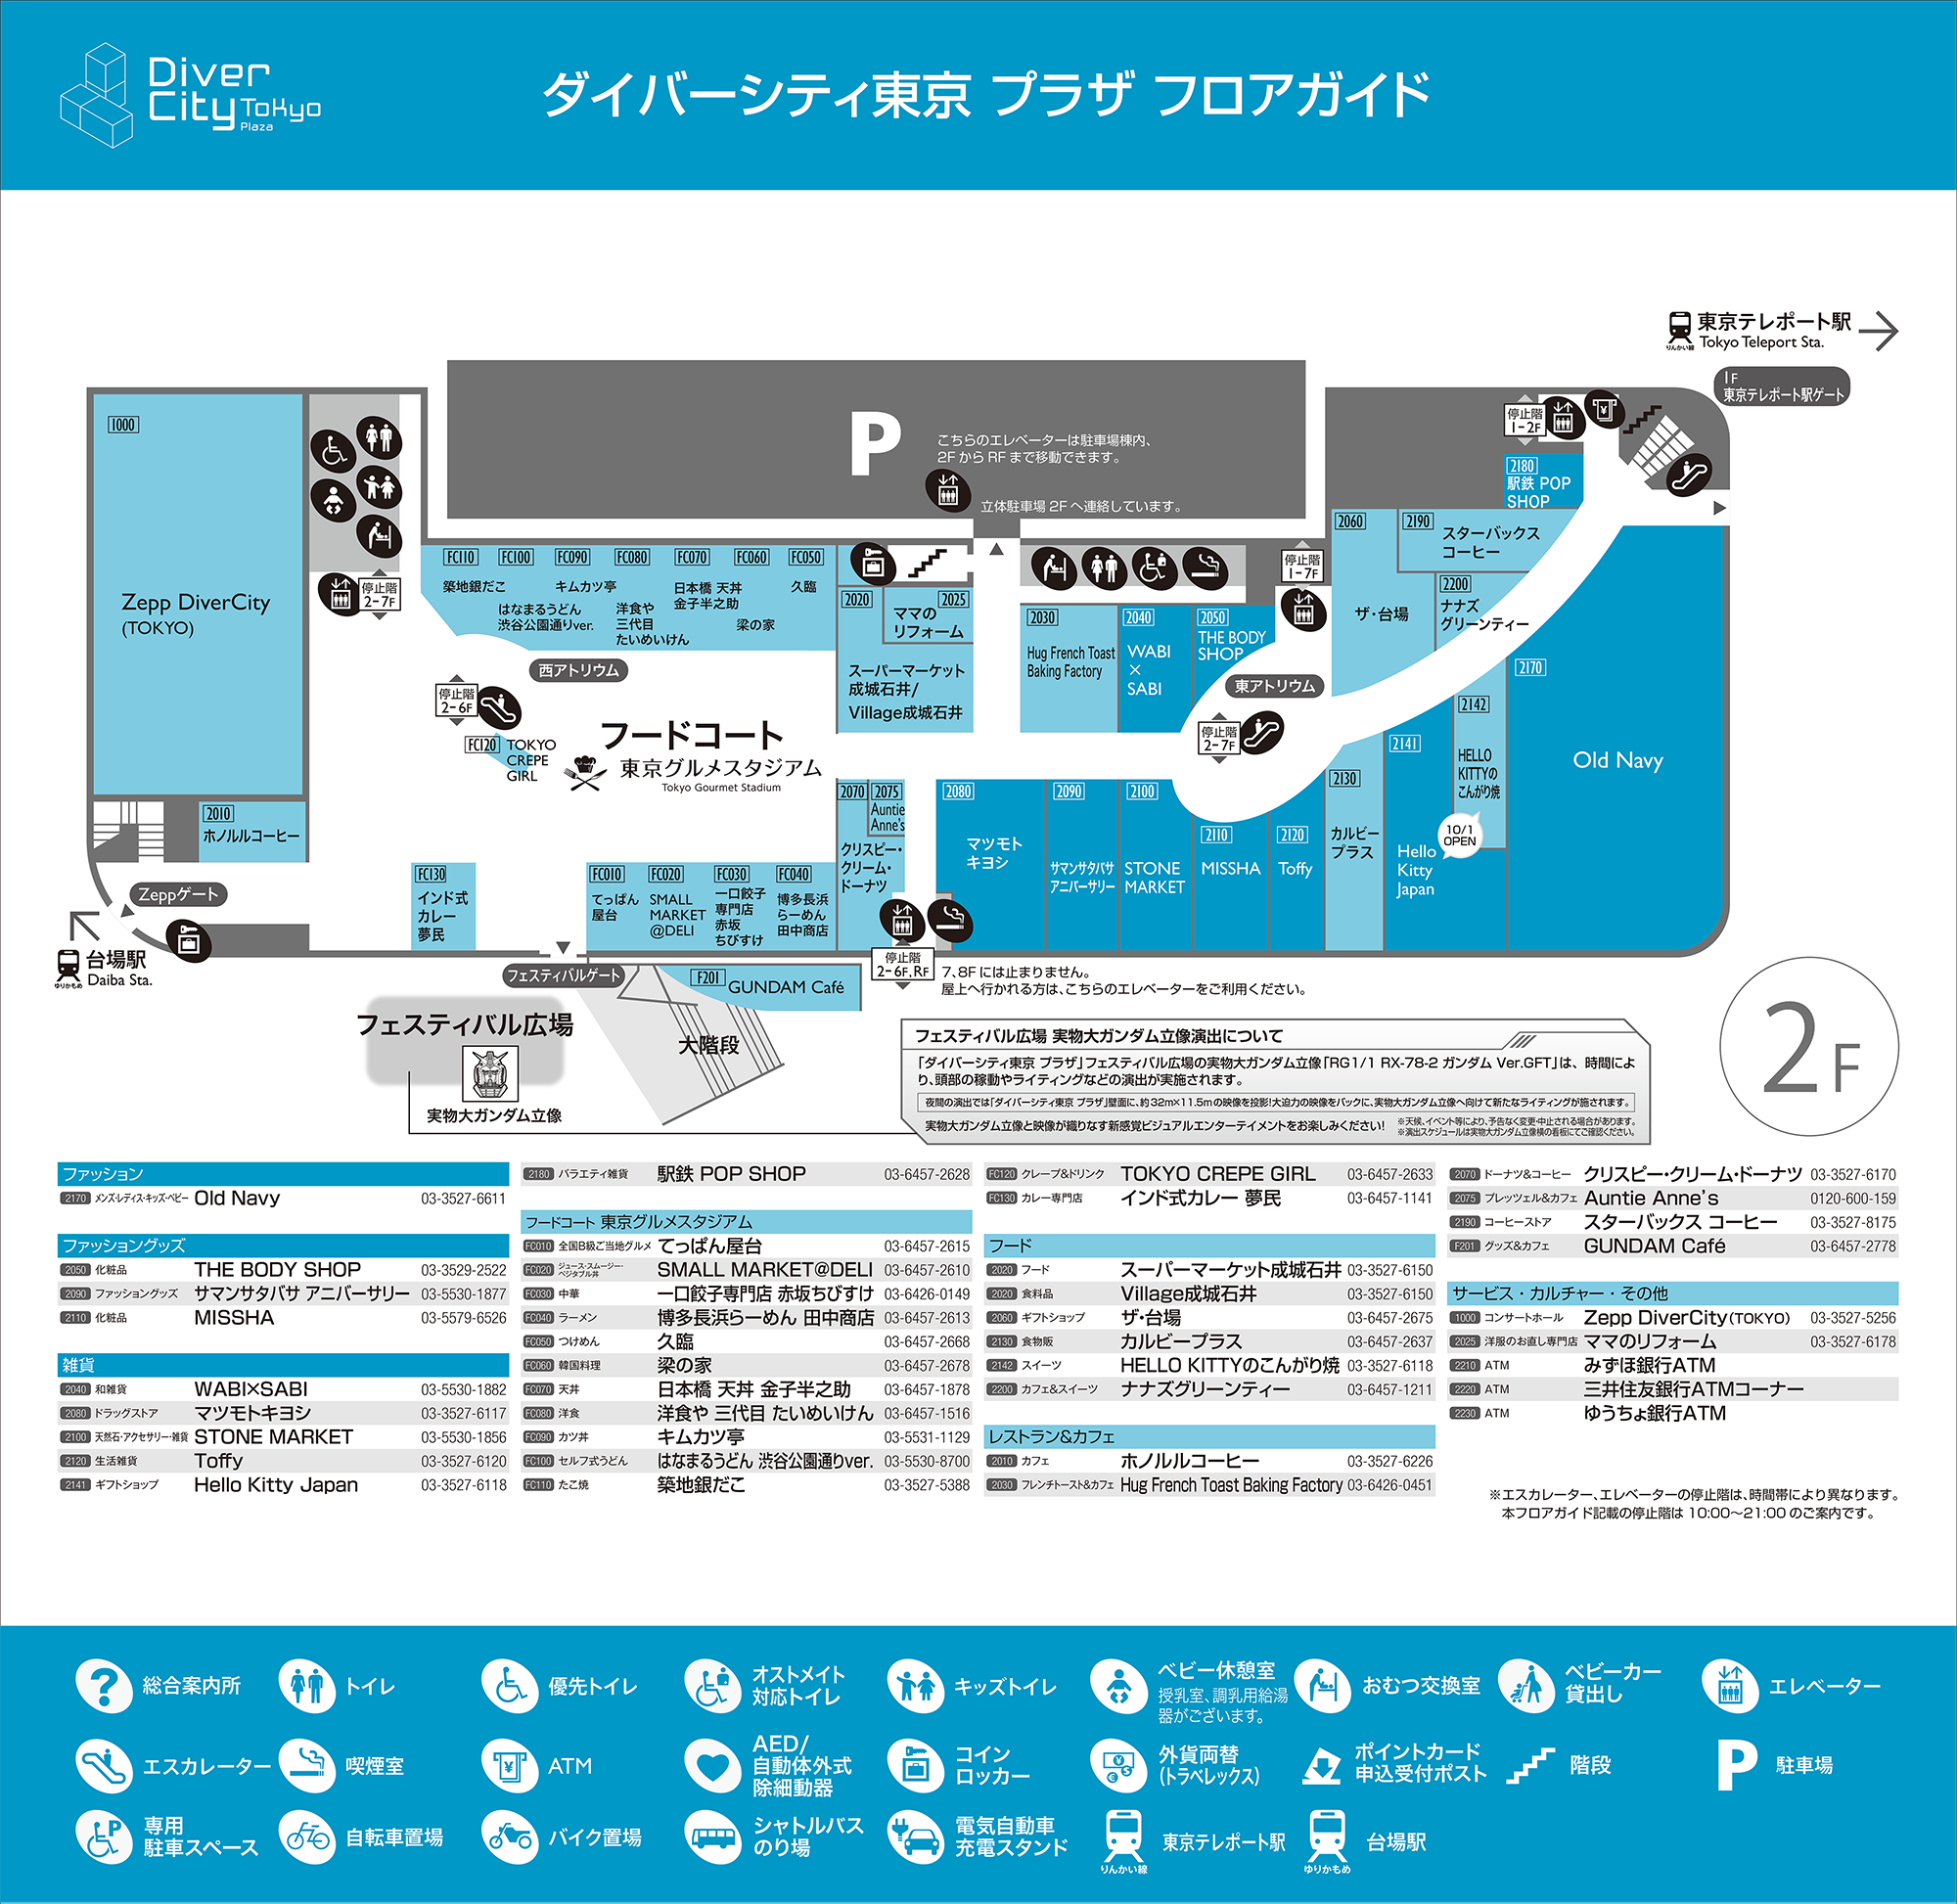 Diver
City Tokyo
Plaza
ダイバーシティ東京 プラザ フロアガイド
東京テレポート駅
りんかい線
Tokyo Teleport Sta.
1F
東京テレポート駅ゲート
P
こちらのエレベーターは駐車場棟内、
2FからRFまで移動できます。
立体駐車場2Fへ連絡しています。
停止階
1-2F
1000
Zepp DiverCity
(TOKYO)
停止階
2-7F
FC110
築地銀だこ
FC100
はなまるうどん
渋谷公園通りver.
FC090
キムカツ亭
FC080
洋食や
三代目
たいめいけん
FC070
日本橋 天丼
金子半之助
FC060
梁の家
FC050
久臨
西アトリウム
停止階
2-6F
FC120
TOKYO
CREPE
GIRL
フードコート
東京グルメスタジアム
Tokyo Gourmet Stadium
2020
スーパーマーケット
成城石井/
Village成城石井
2025
ママの
リフォーム
2030
Hug French Toast
Baking Factory
2040
WABI
×
SABI
2050
THE BODY
SHOP
停止階
1-7F
東アトリウム
停止階
2-7F
2060
ザ・台場
2180
駅鉄 POP
SHOP
2190
スターバックス
コーヒー
2200
ナナズ
グリーンティー
2170
Old Navy
2142
HELLO
KITTYの
こんがり焼
10/1
OPEN
2141
Hello
Kitty
Japan
2130
カルビー
プラス
2120
Toffy
2110
MISSHA
2100
STONE
MARKET
2090
サマンサタバサ
アニバーサリー
2080
マツモト
キヨシ
2070
クリスピー・
クリーム・
ドーナツ
2075
Auntie
Anne's
2010
ホノルルコーヒー
Zeppゲート
台場駅
ゆりかもめ
Daiba Sta.
FC130
インド式
カレー
夢民
FC010
てっぱん
屋台
FC020
SMALL
MARKET
@DELI
FC030
一口餃子
専門店
赤坂
ちびすけ
FC040
博多長浜
らーめん
田中商店
停止階
2-6F,RF
7、8Fには止まりません。
屋上へ行かれる方は、こちらのエレベーターをご利用ください。
フェスティバルゲート
F201
GUNDAM Café
大階段
フェスティバル広場
実物大ガンダム立像
フェスティバル広場 実物大ガンダム立像演出について
「ダイバーシティ東京 プラザ」フェスティバル広場の実物大ガンダム立像「RG1/1 RX-78-2 ガンダム Ver.GFT」は、時間によ
り、頭部の稼動やライティングなどの演出が実施されます。
夜間の演出では「ダイバーシティ東京 プラザ」壁面に、約32m×11.5mの映像を投影!大迫力の映像をバックに、実物大ガンダム立像へ向けて新たなライティングが施されます。
実物大ガンダム立像と映像が織りなす新感覚ビジュアルエンターテイメントをお楽しみください!
※天候、イベント等により、予告なく変更・中止される場合があります。
※演出スケジュールは実物大ガンダム立像横の看板にてご確認ください。
2F
ファッション
2170 メンズ・レディス・キッズ・ベビー Old Navy 03-3527-6611
ファッショングッズ
2050 化粧品 THE BODY SHOP 03-3529-2522
2090 ファッショングッズ サマンサタバサ アニバーサリー 03-5530-1877
2110 化粧品 MISSHA 03-5579-6526
雑貨
2040 和雑貨 WABI×SABI 03-5530-1882
2080 ドラッグストア マツモトキヨシ 03-3527-6117
2100 天然石・アクセサリー・雑貨 STONE MARKET 03-5530-1856
2120 生活雑貨 Toffy 03-3527-6120
2141 ギフトショップ Hello Kitty Japan 03-3527-6118
2180 バラエティ雑貨 駅鉄 POP SHOP 03-6457-2628
フードコート 東京グルメスタジアム
FC010 全国B級ご当地グルメ てっぱん屋台 03-6457-2615
FC020 ジュース・スムージー・ベジタブル丼 SMALL MARKET@DELI 03-6457-2610
FC030 中華 一口餃子専門店 赤坂ちびすけ 03-6426-0149
FC040 ラーメン 博多長浜らーめん 田中商店 03-6457-2613
FC050 つけめん 久臨 03-6457-2668
FC060 韓国料理 梁の家 03-6457-2678
FC070 天丼 日本橋 天丼 金子半之助 03-6457-1878
FC080 洋食 洋食や 三代目 たいめいけん 03-6457-1516
FC090 カツ丼 キムカツ亭 03-5531-1129
FC100 セルフ式うどん はなまるうどん 渋谷公園通りver. 03-5530-8700
FC110 たこ焼 築地銀だこ 03-3527-5388
FC120 クレープ&ドリンク TOKYO CREPE GIRL 03-6457-2633
FC130 カレー専門店 インド式カレー 夢民 03-6457-1141
フード
2020 フード スーパーマーケット成城石井 03-3527-6150
2020 食料品 Village成城石井 03-3527-6150
2060 ギフトショップ ザ・台場 03-6457-2675
2130 食物販 カルビープラス 03-6457-2637
2142 スイーツ HELLO KITTYのこんがり焼 03-3527-6118
2200 カフェ&スイーツ ナナズグリーンティー 03-6457-1211
レストラン&カフェ
2010 カフェ ホノルルコーヒー 03-3527-6226
2030 フレンチトースト&カフェ Hug French Toast Baking Factory 03-6426-0451
2070 ドーナツ&コーヒー クリスピー・クリーム・ドーナツ 03-3527-6170
2075 プレッツェル&カフェ Auntie Anne's 0120-600-159
2190 コーヒーストア スターバックス コーヒー 03-3527-8175
F201 グッズ&カフェ GUNDAM Café 03-6457-2778
サービス・カルチャー・その他
1000 コンサートホール Zepp DiverCity(TOKYO) 03-3527-5256
2025 洋服のお直し専門店 ママのリフォーム 03-3527-6178
2210 ATM みずほ銀行ATM
2220 ATM 三井住友銀行ATMコーナー
2230 ATM ゆうちょ銀行ATM
※エスカレーター、エレベーターの停止階は、時間帯により異なります。
本フロアガイド記載の停止階は 10:00〜21:00 のご案内です。
総合案内所
トイレ
優先トイレ
オストメイト
対応トイレ
キッズトイレ
ベビー休憩室
授乳室、調乳用給湯
器がございます。
おむつ交換室
ベビーカー
貸出し
エレベーター
エスカレーター
喫煙室
ATM
AED/
自動体外式
除細動器
コイン
ロッカー
外貨両替
(トラベレックス)
ポイントカード
申込受付ポスト
階段
P
駐車場
専用
駐車スペース
自転車置場
バイク置場
シャトルバス
のり場
電気自動車
充電スタンド
りんかい線
東京テレポート駅
ゆりかもめ
台場駅